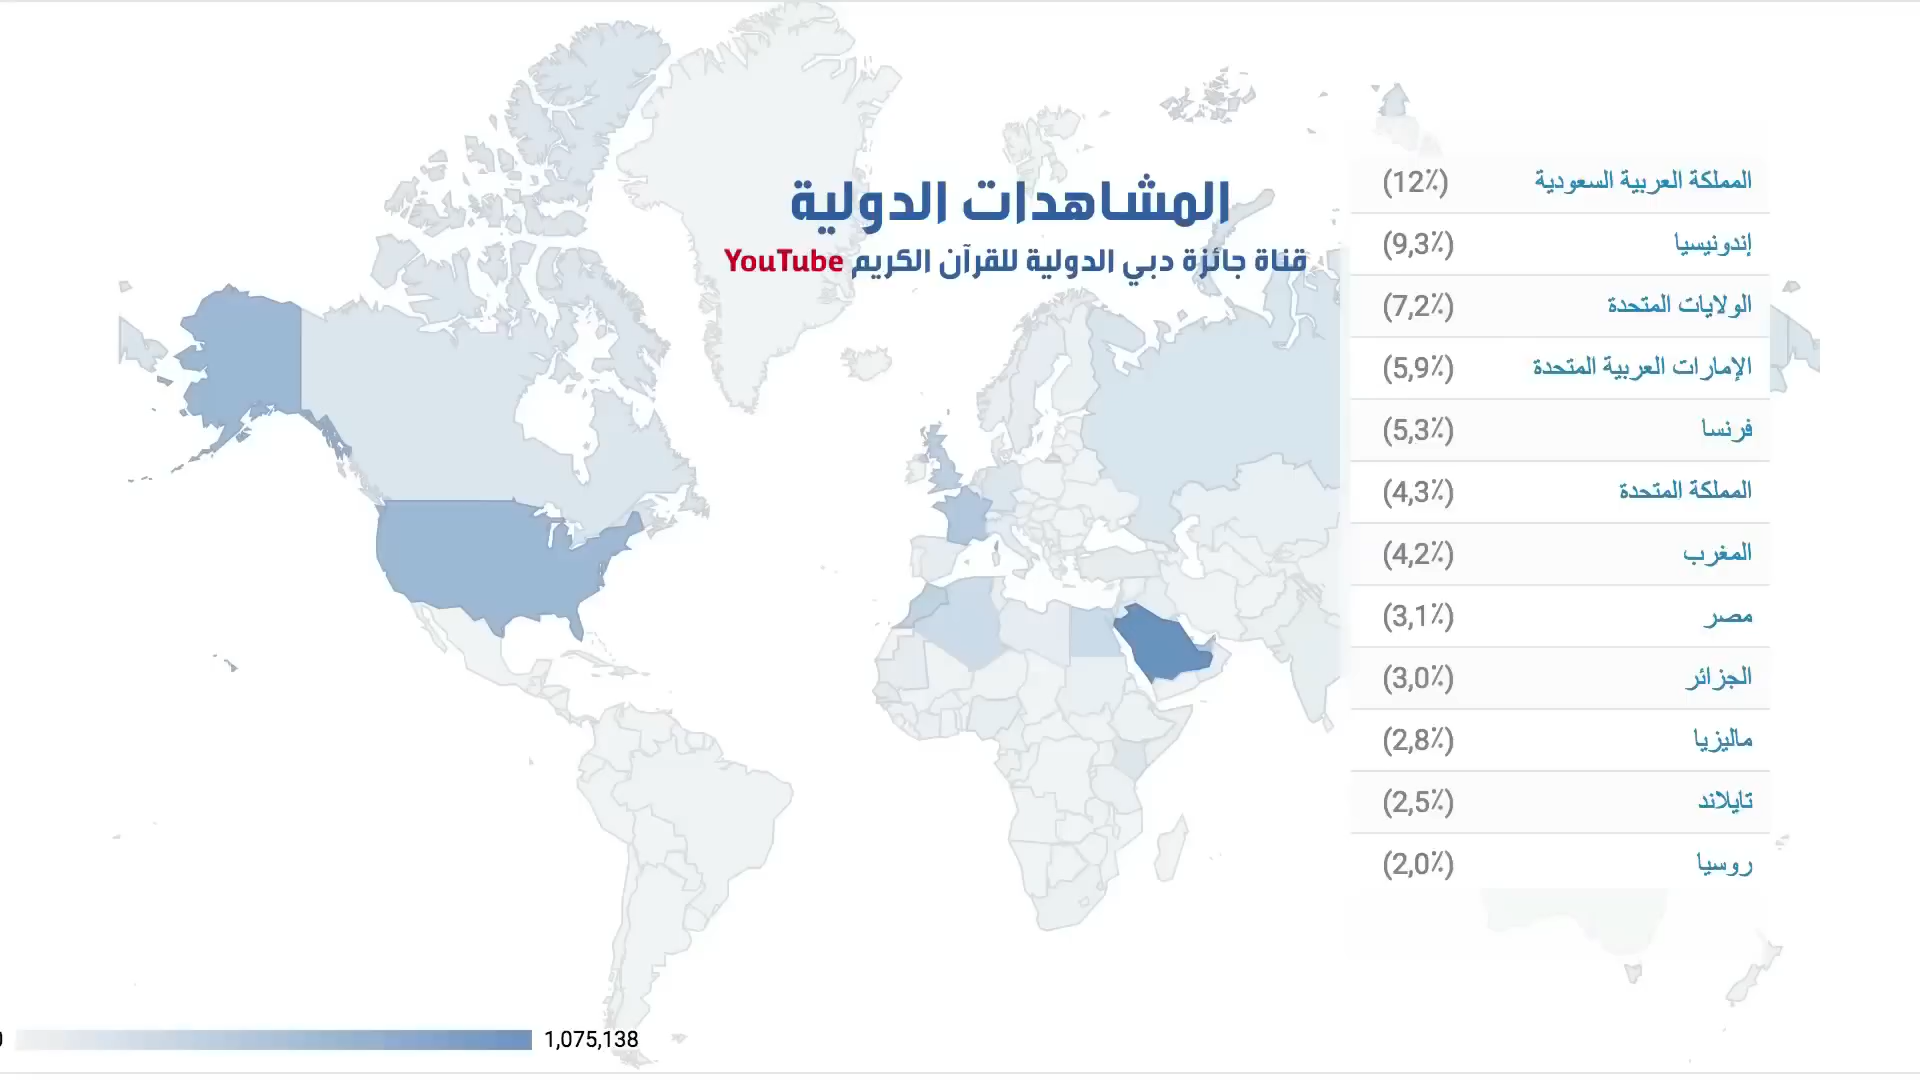 المشاهدات الدولية
قناة جائزة دبي الدولية للقرآن الكريم YouTube
المملكة العربية السعودية (12٪)
إندونيسيا (9,3٪)
الولايات المتحدة (7,2٪)
الإمارات العربية المتحدة (5,9٪)
فرنسا (5,3٪)
المملكة المتحدة (4,3٪)
المغرب (4,2٪)
مصر (3,1٪)
الجزائر (3,0٪)
ماليزيا (2,8٪)
تايلاند (2,5٪)
روسيا (2,0٪)
1,075,138